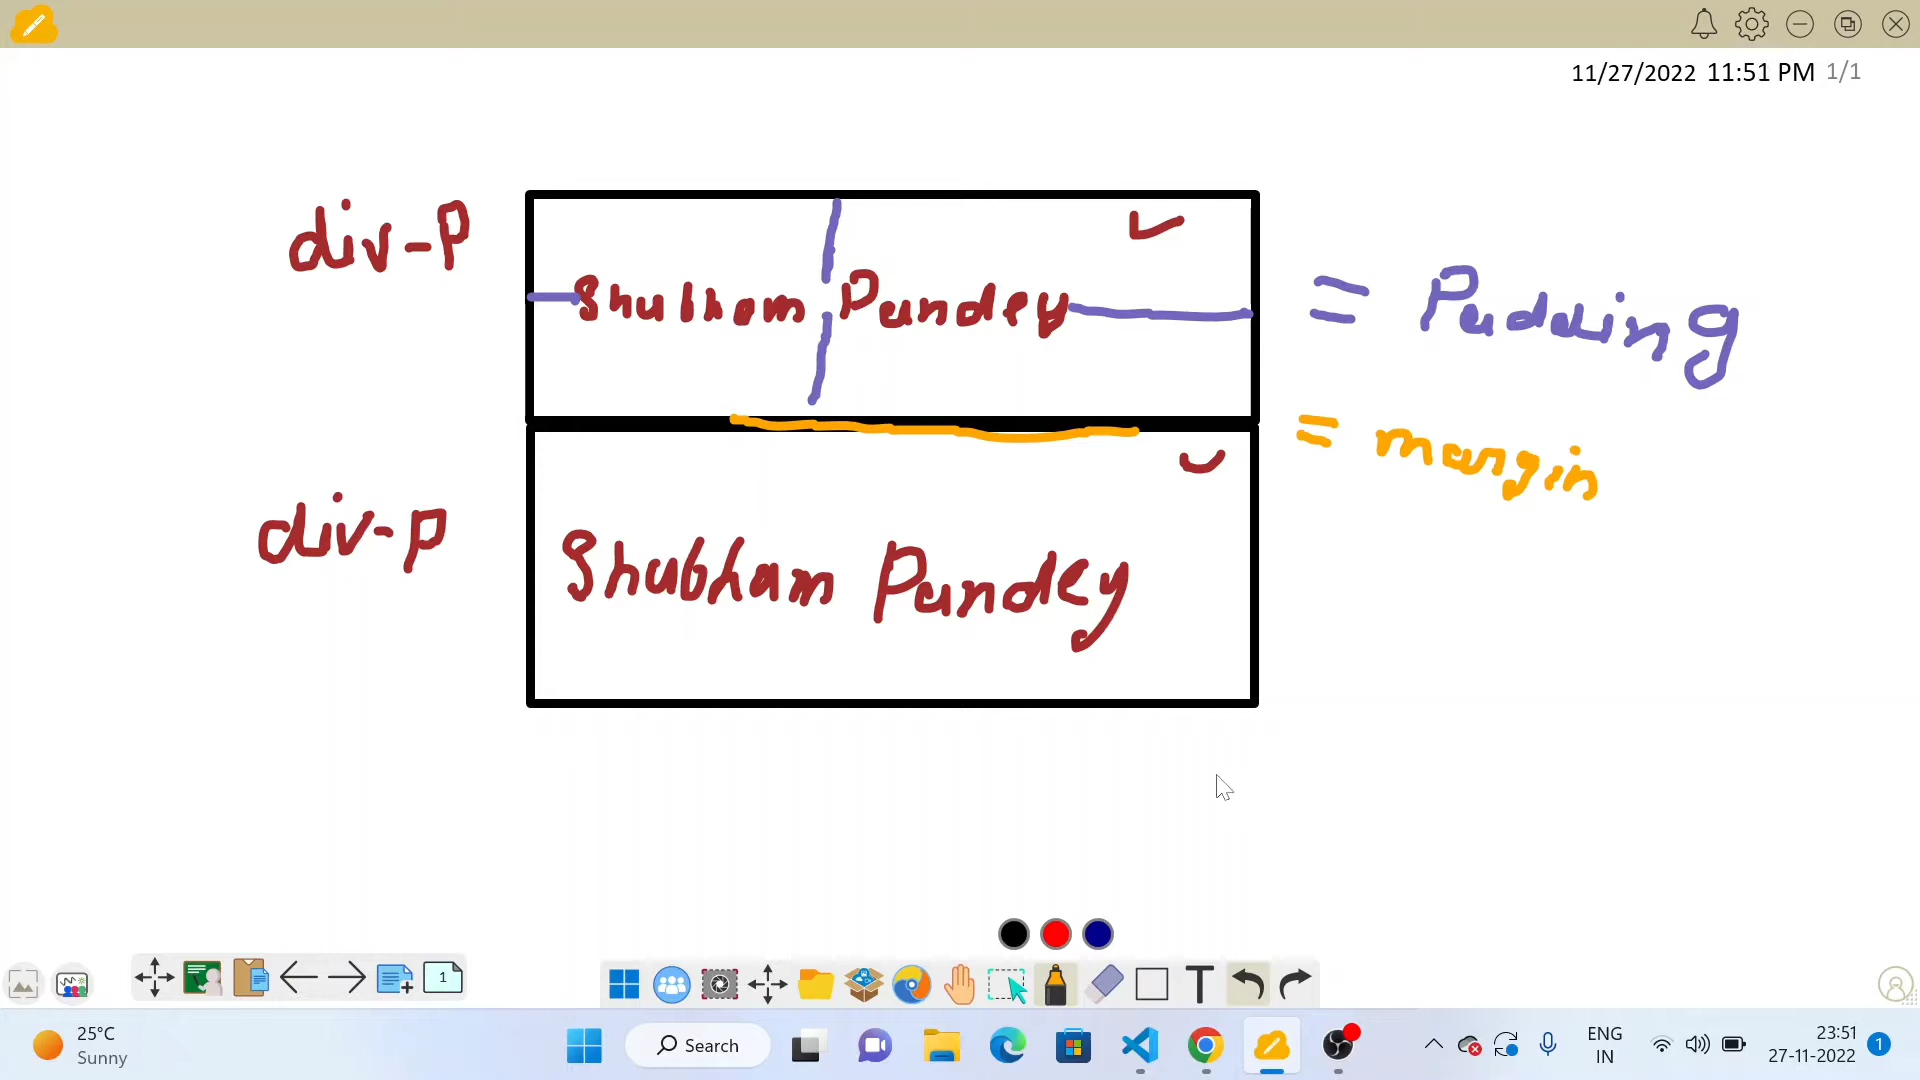 11/27/2022 11:51 PM 1/1
div-P
Shubham Pandey
= Padding
= margin
div-p
Shubham Pandey
1
T
25°C
Sunny
Search
ENG
IN
23:51
27-11-2022
1